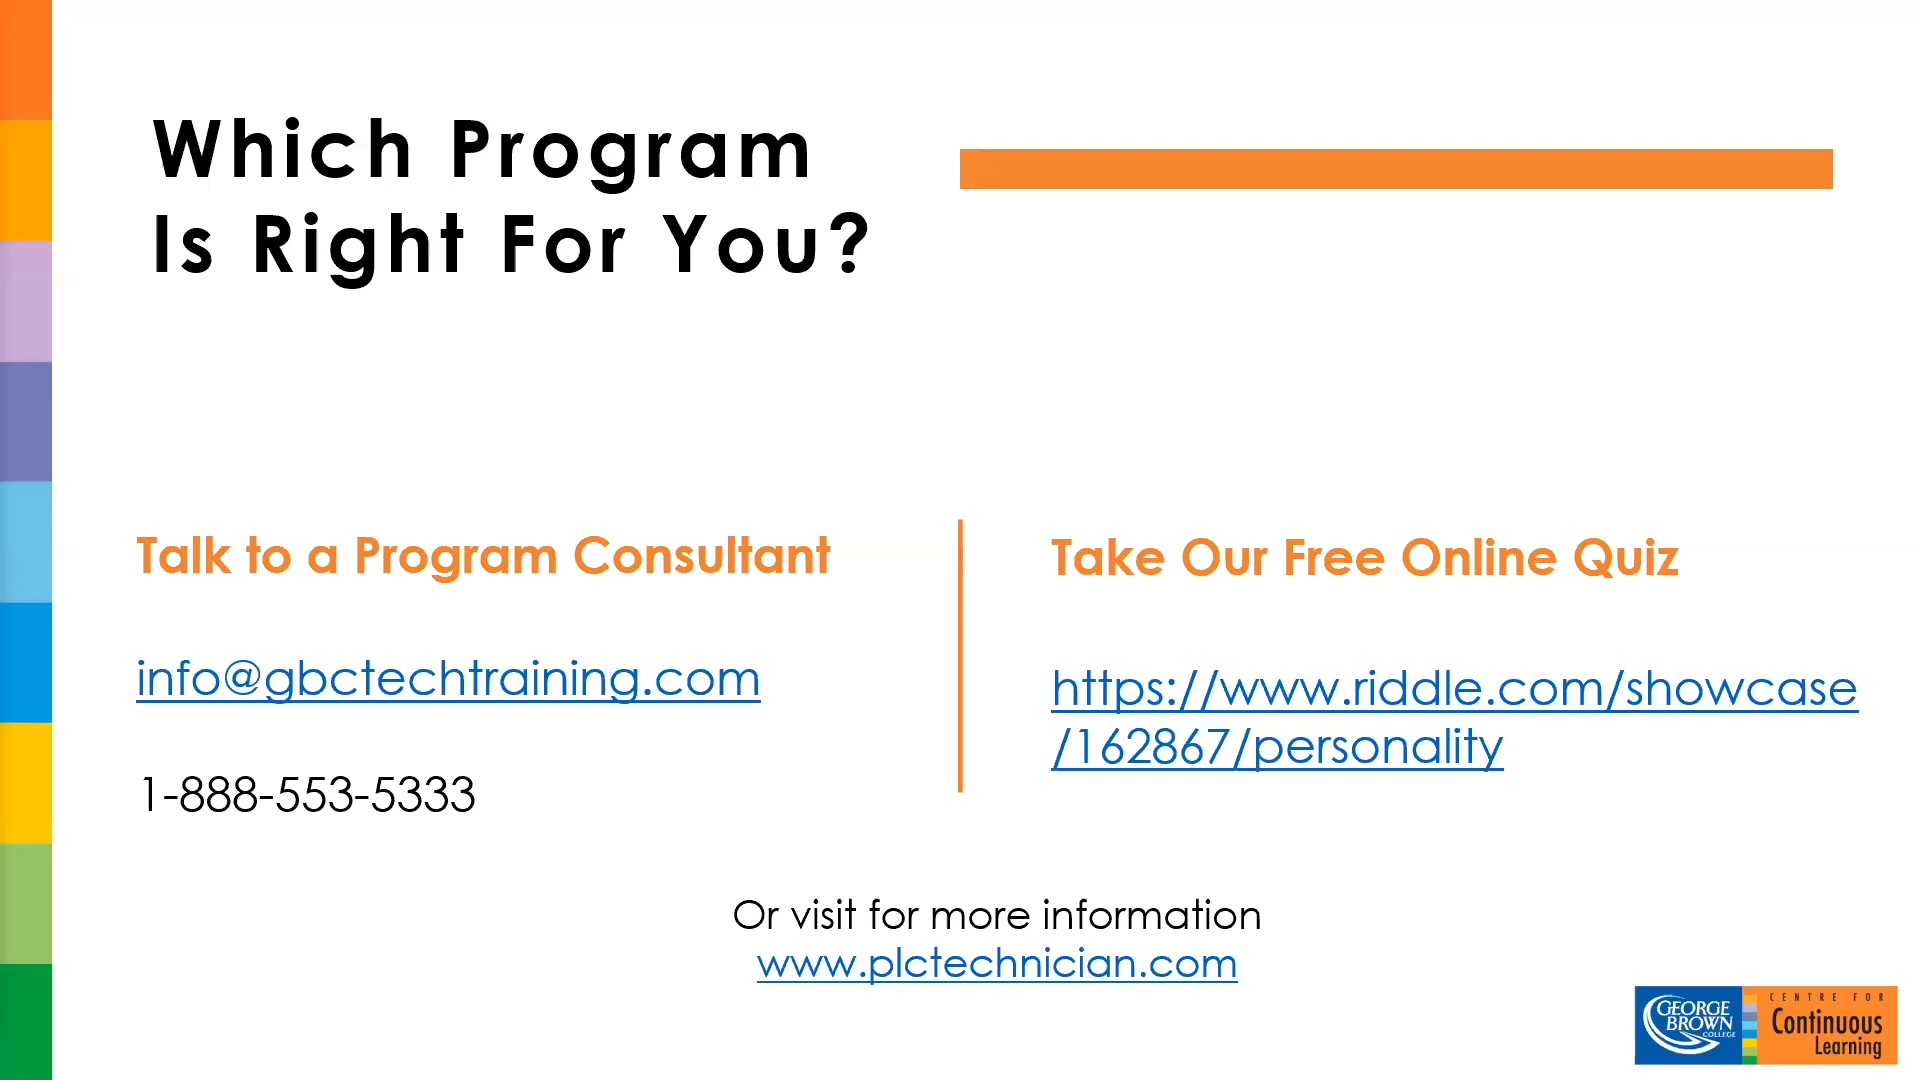 Which Program
Is Right For You?
Talk to a Program Consultant
info@gbctechtraining.com
1-888-553-5333
Take Our Free Online Quiz
https://www.riddle.com/showcase
/162867/personality
Or visit for more information
www.plctechnician.com
GEORGE
BROWN
COLLEGE
CENTRE FOR
Continuous
Learning